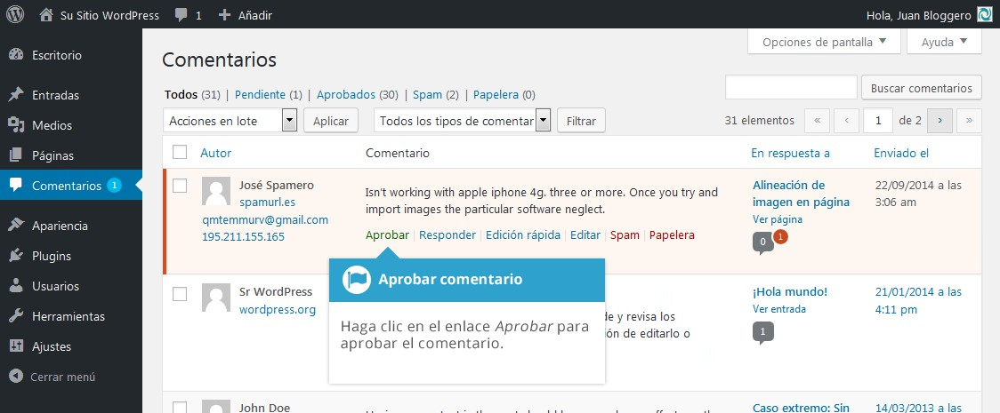 Su Sitio WordPress 1 + Añadir Hola, Juan Bloggero
Escritorio
Entradas
Medios
Páginas
Comentarios 1
Apariencia
Plugins
Usuarios
Herramientas
Ajustes
Cerrar menú
Opciones de pantalla Ayuda
Comentarios
Todos (31) | Pendiente (1) | Aprobados (30) | Spam (2) | Papelera (0)
Buscar comentarios
Acciones en lote Aplicar Todos los tipos de comentar Filtrar 31 elementos « ‹ 1 de 2 › »
Autor Comentario En respuesta a Enviado el
José Spamero
spamurl.es
qmtemmurv@gmail.com
195.211.155.165
Isn't working with apple iphone 4g. three or more. Once you try and
import images the particular software neglect.
Aprobar | Responder | Edición rápida | Editar | Spam | Papelera
Alineación de
imagen en página
Ver página
0 1
22/09/2014 a las
3:06 am
Aprobar comentario
Haga clic en el enlace Aprobar para
aprobar el comentario.
Sr WordPress
wordpress.org
de y revisa los
ción de editarlo o
¡Hola mundo!
Ver entrada
1
21/01/2014 a las
4:11 pm
John Doe
Caso extremo: Sin
14/03/2013 a las